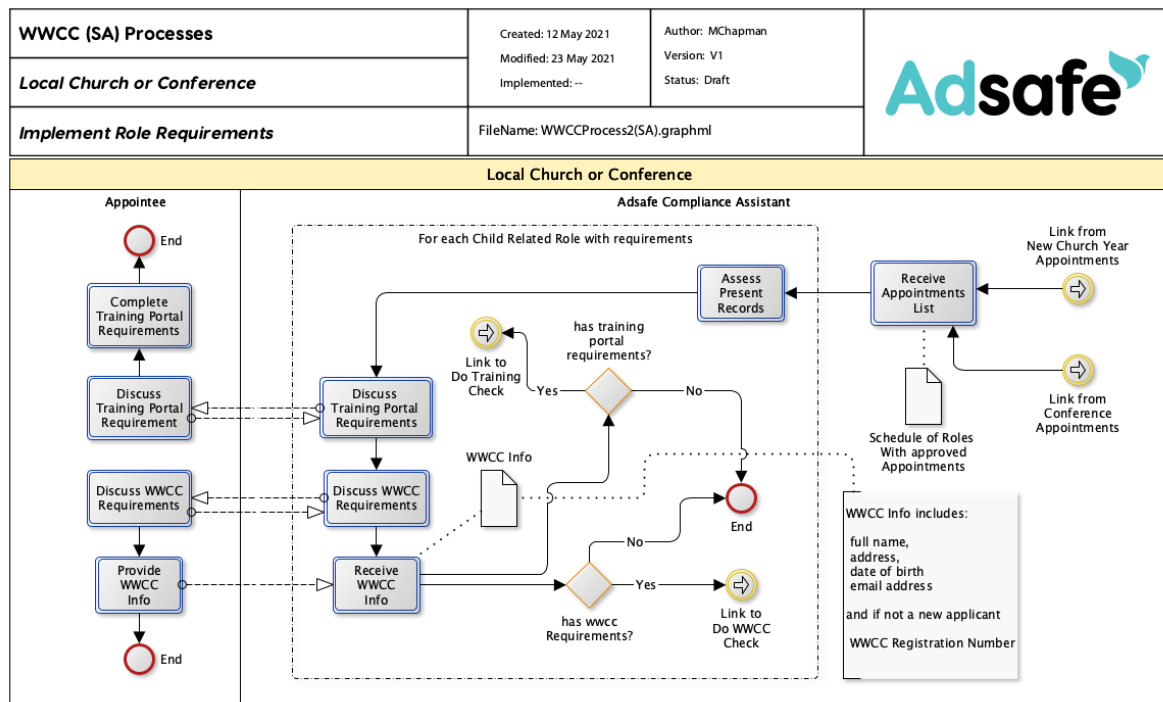 WWCC (SA) Processes
Local Church or Conference
Implement Role Requirements
Created: 12 May 2021
Modified: 23 May 2021
Implemented: --
Author: MChapman
Version: V1
Status: Draft
FileName: WWCCProcess2(SA).graphml
Adsafe
Local Church or Conference
Appointee
Adsafe Compliance Assistant
End
Complete
Training Portal
Requirements
Discuss
Training Portal
Requirement
Discuss WWCC
Requirements
Provide
WWCC
Info
End
For each Child Related Role with requirements
Assess
Present
Records
Receive
Appointments
List
Link from
New Church Year
Appointments
Link from
Conference
Appointments
Schedule of Roles
With approved
Appointments
has training
portal
requirements?
Link to
Do Training
Check
Yes
No
Discuss
Training Portal
Requirements
WWCC Info
Discuss WWCC
Requirements
Receive
WWCC
Info
End
No
Yes
has wwcc
Requirements?
Link to
Do WWCC
Check
WWCC Info includes:
full name,
address,
date of birth
email address
and if not a new applicant
WWCC Registration Number